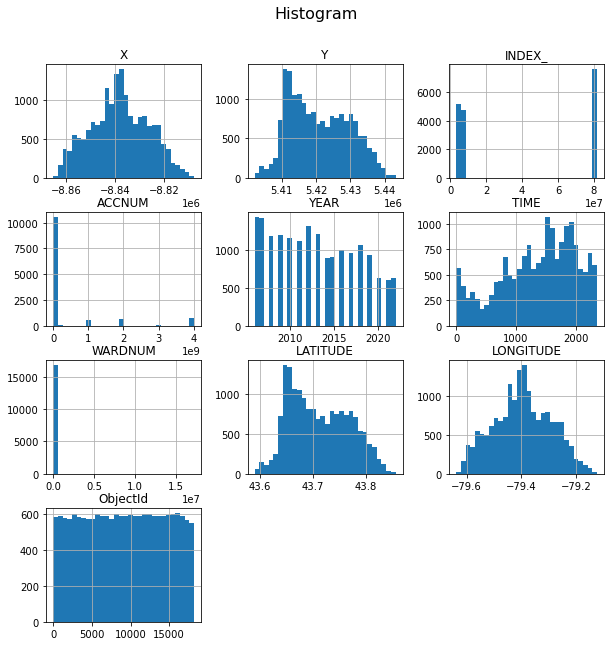 Histogram
X
Y
INDEX_
1000
500
0
−8.86 −8.84 −8.82
1e6
1000
500
0
5.41 5.42 5.43 5.44
1e6
6000
4000
2000
0
0 2 4 6 8
1e7
ACCNUM
YEAR
TIME
10000
7500
5000
2500
0
0 1 2 3 4
1e9
1000
500
0
2010 2015 2020
1000
750
500
250
0
0 1000 2000
WARDNUM
LATITUDE
LONGITUDE
15000
10000
5000
0
0.0 0.5 1.0 1.5
1e7
1000
500
0
43.6 43.7 43.8
1000
500
0
−79.6 −79.4 −79.2
ObjectId
600
400
200
0
0 5000 10000 15000